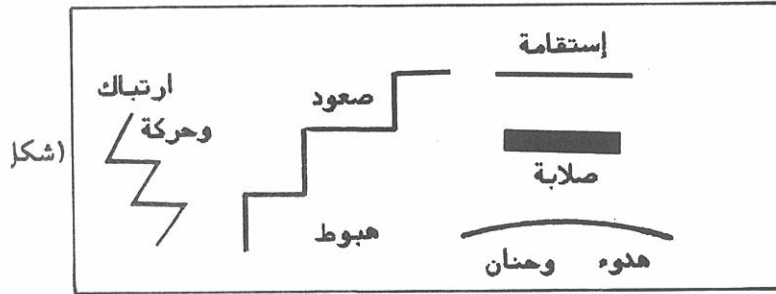 إستقامة
صلابة
هدوء وحنان
صعود
هبوط
ارتباك
وحركة
(شكل